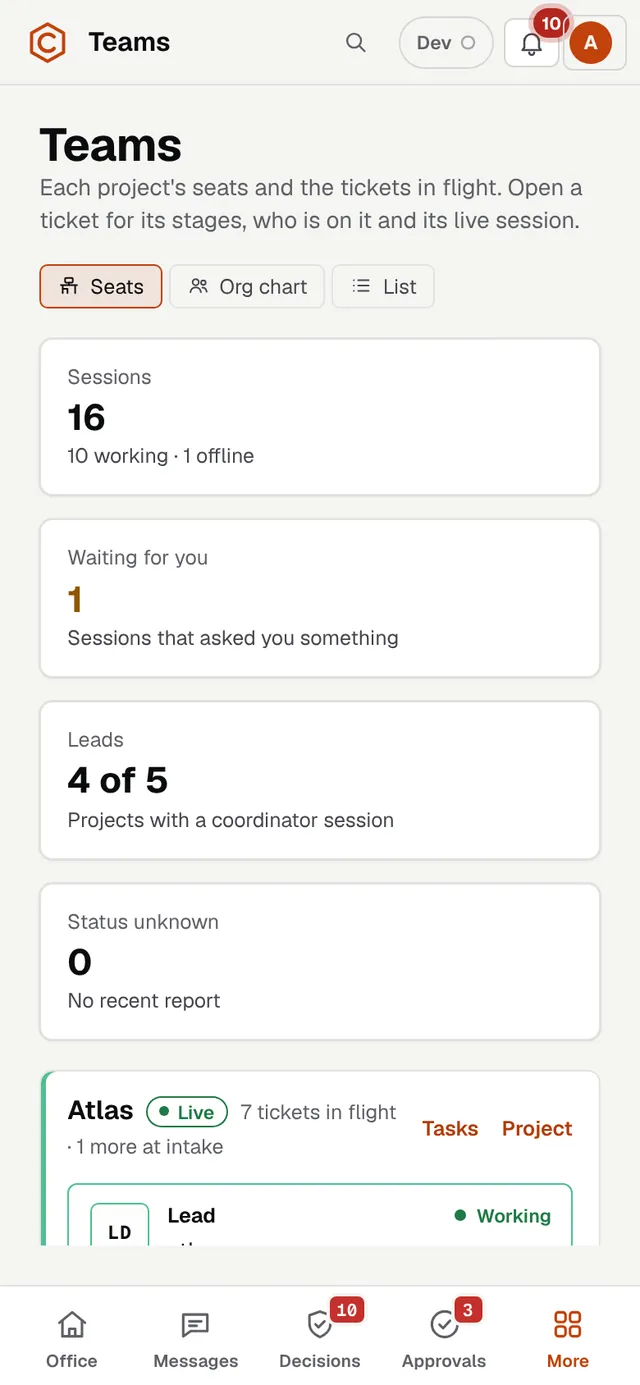 Teams
Dev
10
A
Teams
Each project's seats and the tickets in flight. Open a
ticket for its stages, who is on it and its live session.
Seats
Org chart
List
Sessions
16
10 working · 1 offline
Waiting for you
1
Sessions that asked you something
Leads
4 of 5
Projects with a coordinator session
Status unknown
0
No recent report
Atlas
Live
7 tickets in flight
· 1 more at intake
Tasks
Project
LD
Lead
Working
Office
Messages
10
Decisions
3
Approvals
More